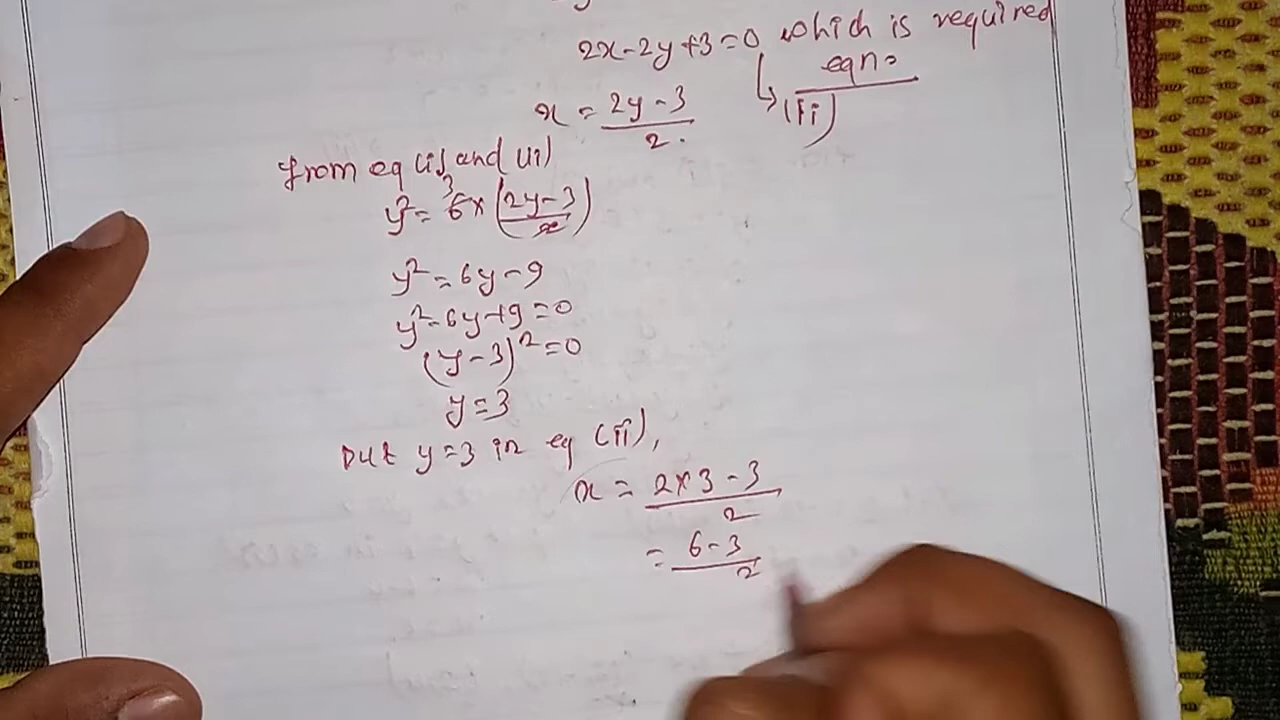 2x-2y+3=0 which is required
eqn=
(ii)
x = 2y-3/2.
from eq (i) and (ii)
y²= 6×(2y-3/2) 3
y²=6y-9
y²-6y+9=0
(y-3)²=0
y=3
put y=3 in eq (ii),
x = 2×3-3/2
= 6-3/2